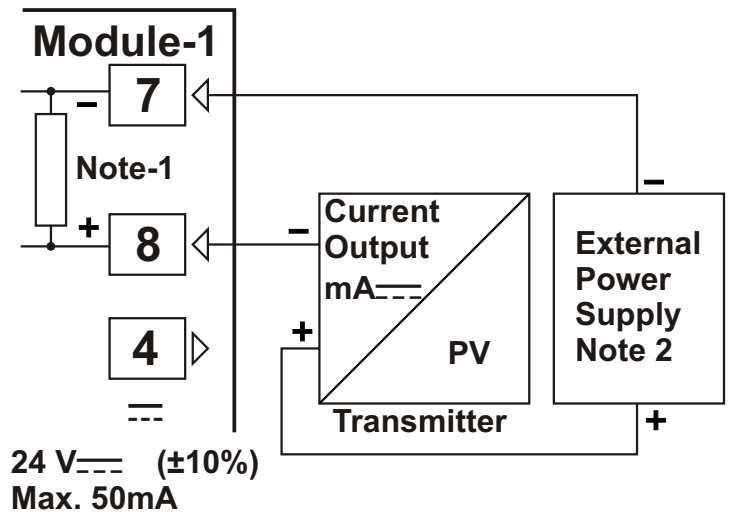 Module-1
7
−
Note-1
+
8
4
24 V (±10%)
Max. 50mA
−
Current
Output
mA
+
PV
Transmitter
−
External
Power
Supply
Note 2
+